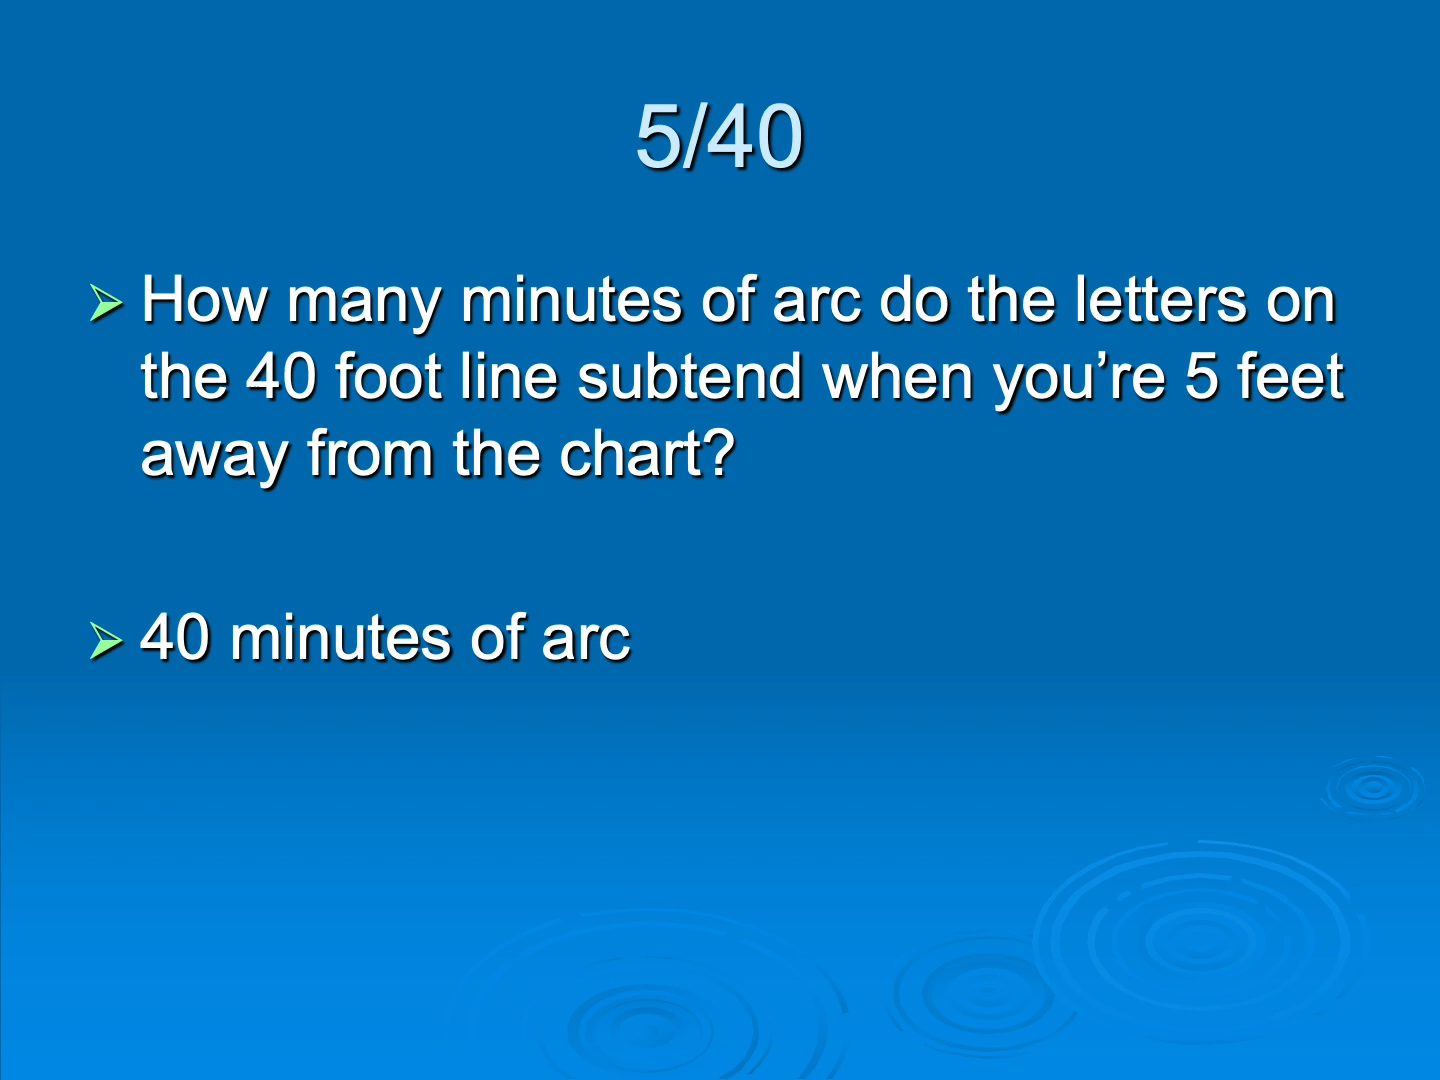 5/40
How many minutes of arc do the letters on
the 40 foot line subtend when you’re 5 feet
away from the chart?
40 minutes of arc